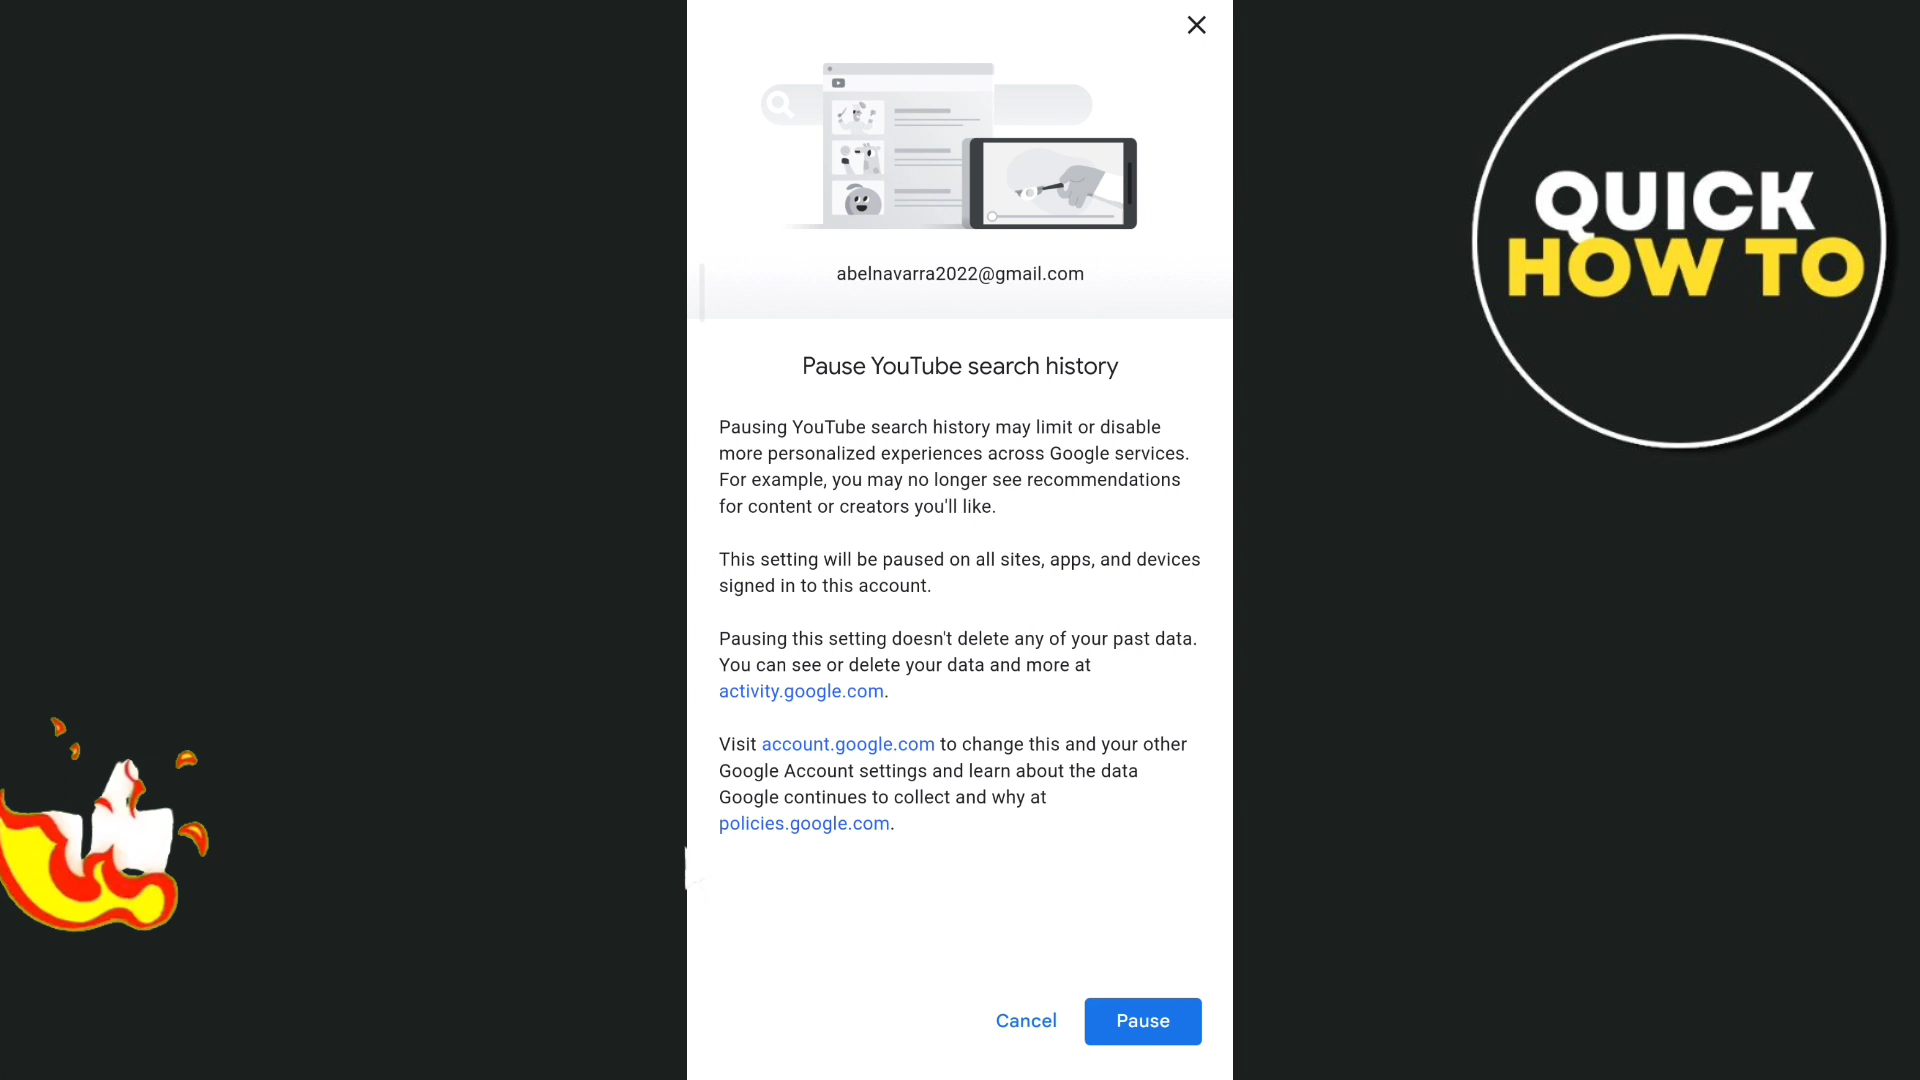 abelnavarra2022@gmail.com
Pause YouTube search history
Pausing YouTube search history may limit or disable
more personalized experiences across Google services.
For example, you may no longer see recommendations
for content or creators you'll like.
This setting will be paused on all sites, apps, and devices
signed in to this account.
Pausing this setting doesn't delete any of your past data.
You can see or delete your data and more at
activity.google.com.
Visit account.google.com to change this and your other
Google Account settings and learn about the data
Google continues to collect and why at
policies.google.com.
Cancel
Pause
QUICK
HOW TO